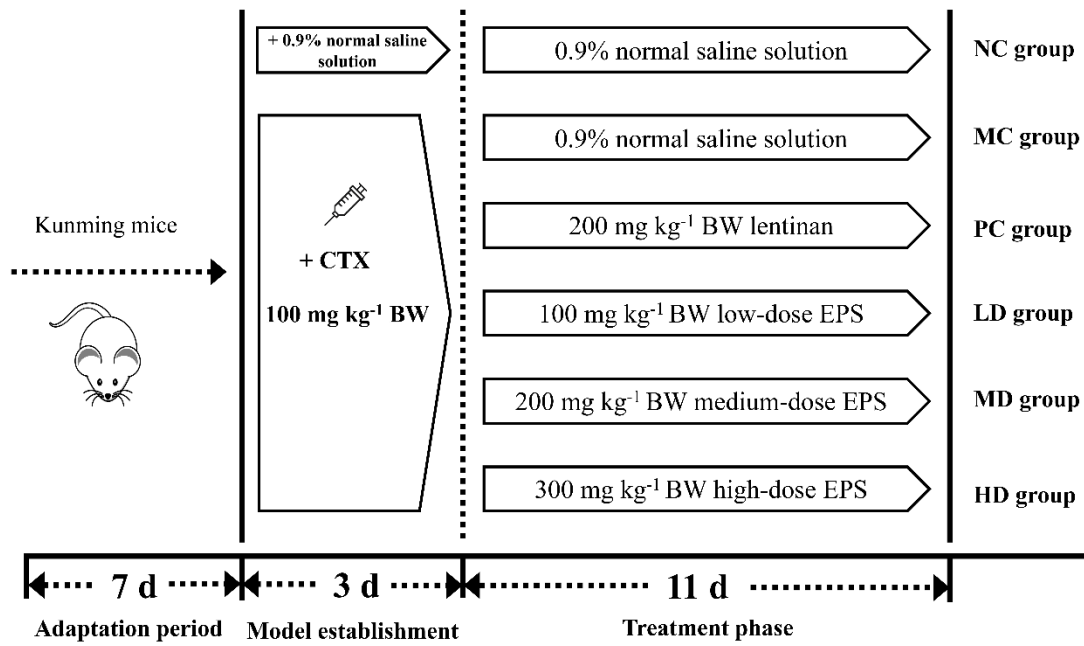 + 0.9% normal saline
solution
0.9% normal saline solution
NC group
0.9% normal saline solution
MC group
Kunming mice
+ CTX
100 mg kg⁻¹ BW
200 mg kg⁻¹ BW lentinan
PC group
100 mg kg⁻¹ BW low-dose EPS
LD group
200 mg kg⁻¹ BW medium-dose EPS
MD group
300 mg kg⁻¹ BW high-dose EPS
HD group
7 d
3 d
11 d
Adaptation period
Model establishment
Treatment phase